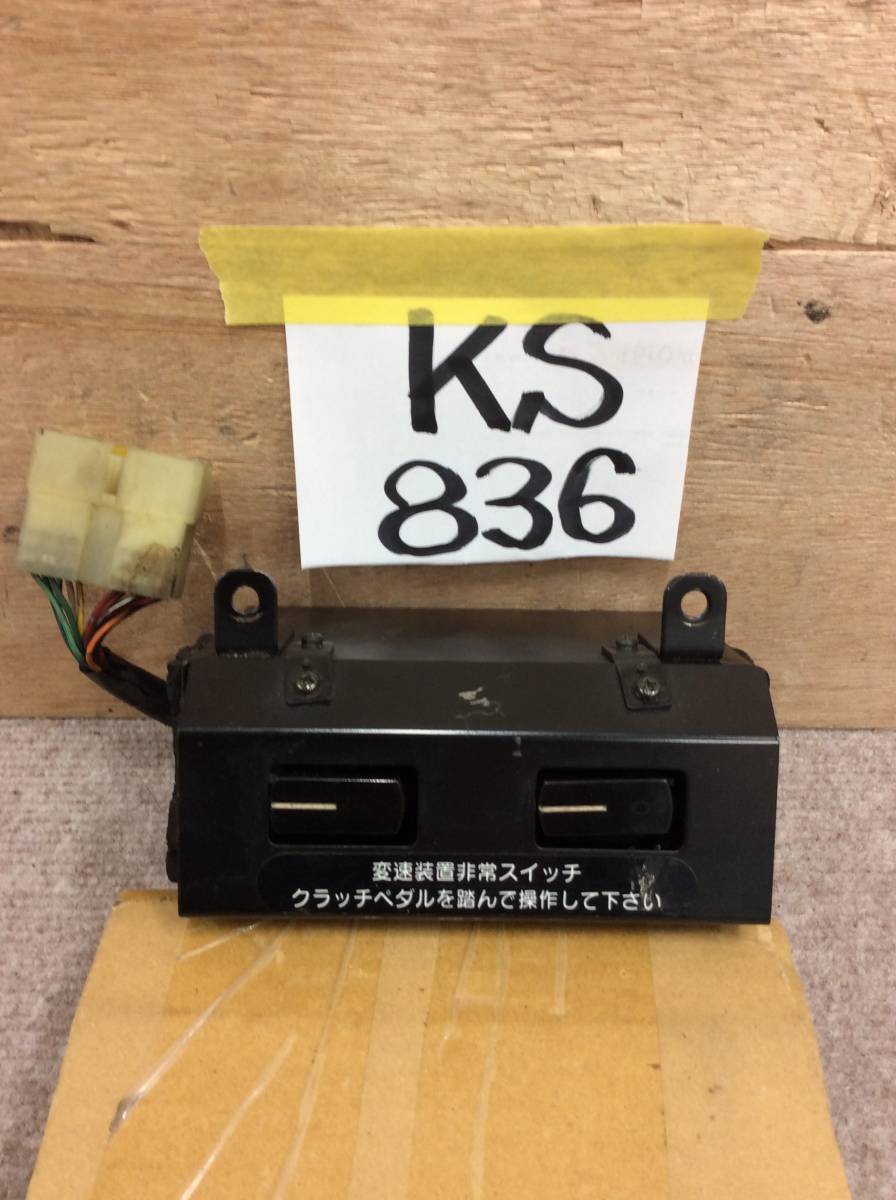 KS
836
変速装置非常スイッチ
クラッチペダルを踏んで操作して下さい